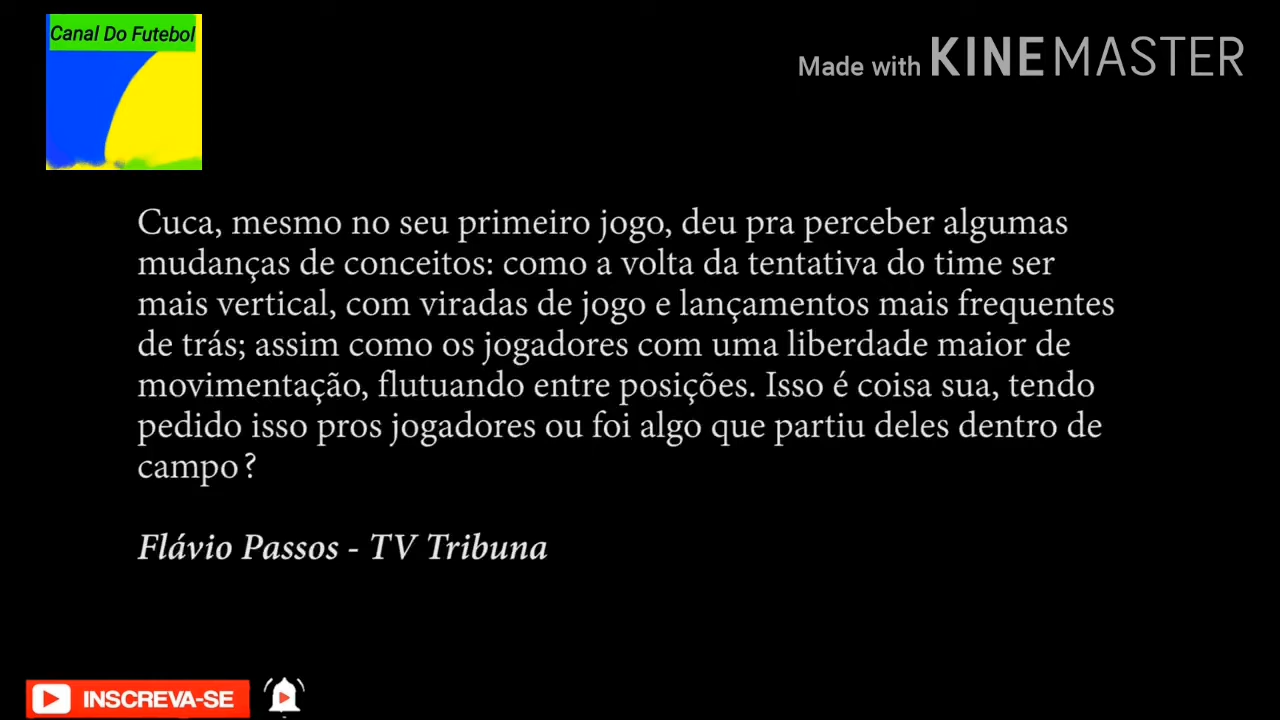 Canal Do Futebol
Made with KINEMASTER
Cuca, mesmo no seu primeiro jogo, deu pra perceber algumas
mudanças de conceitos: como a volta da tentativa do time ser
mais vertical, com viradas de jogo e lançamentos mais frequentes
de trás; assim como os jogadores com uma liberdade maior de
movimentação, flutuando entre posições. Isso é coisa sua, tendo
pedido isso pros jogadores ou foi algo que partiu deles dentro de
campo?
Flávio Passos - TV Tribuna
INSCREVA-SE